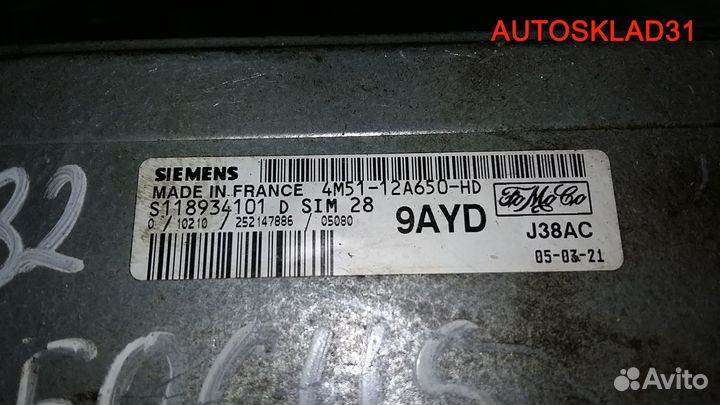 AUTOSKLAD31
SIEMENS
MADE IN FRANCE 4M51-12A650-HD
S118934101 D SIM 28
0 / 10210 / 252147886 / 05080
9AYD
FoMoCo
J38AC
05-03-21
32
FOCUS
Avito